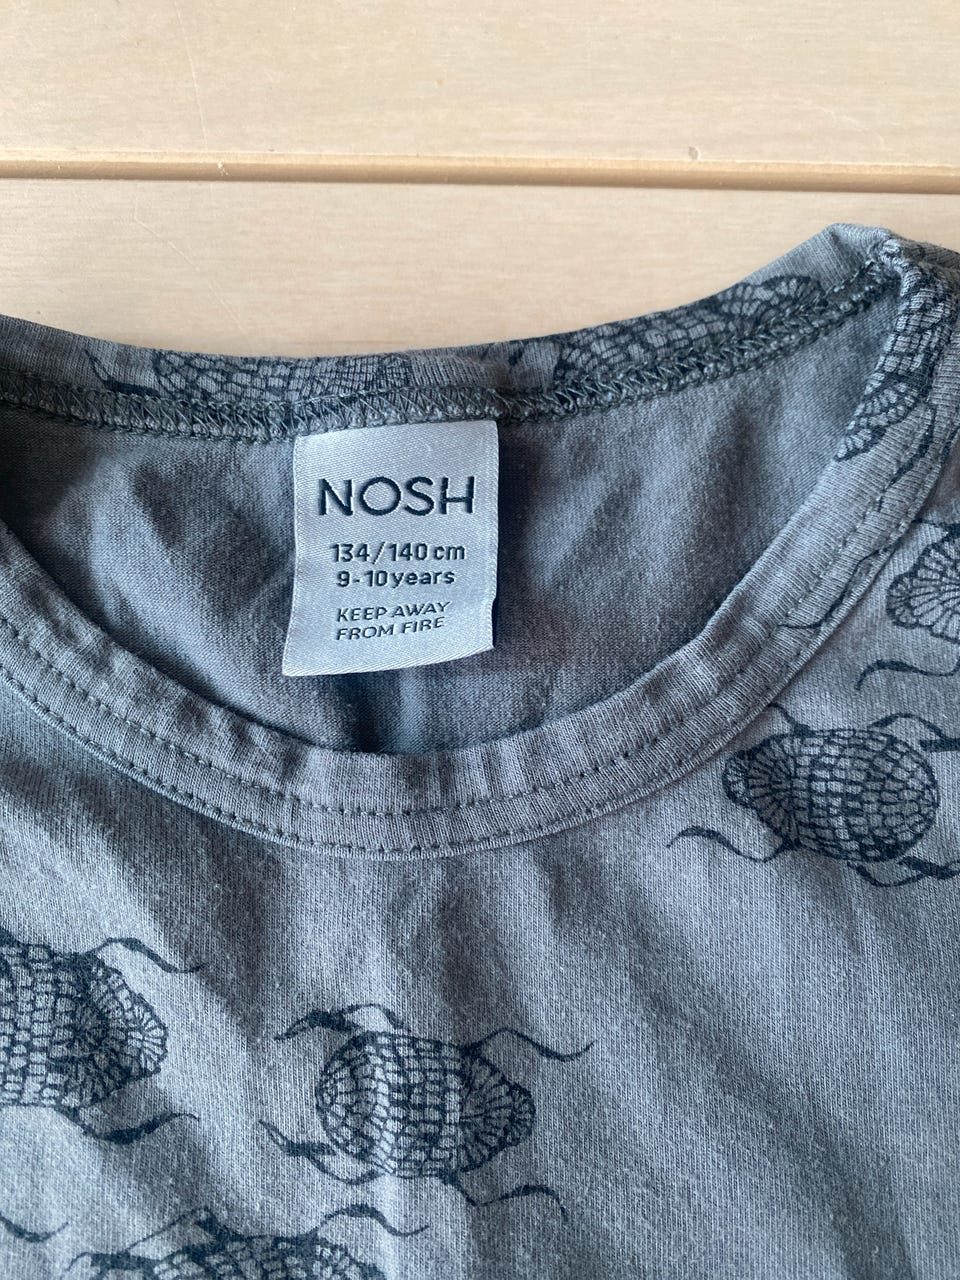 NOSH
134/140 cm
9-10 years
KEEP AWAY
FROM FIRE